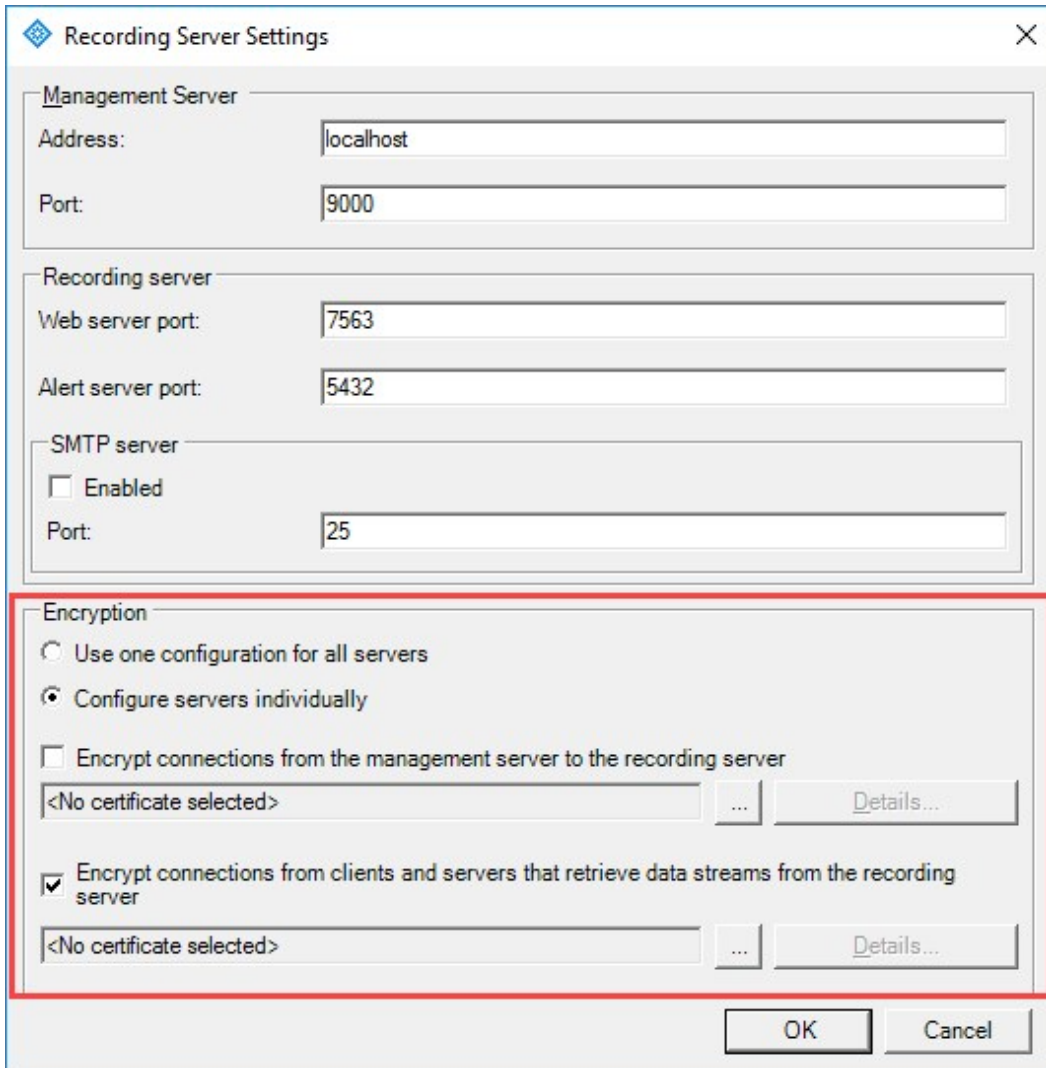 Recording Server Settings
Management Server
Address:
localhost
Port:
9000
Recording server
Web server port:
7563
Alert server port:
5432
SMTP server
Enabled
Port:
25
Encryption
Use one configuration for all servers
Configure servers individually
Encrypt connections from the management server to the recording server
<No certificate selected>
...
Details...
Encrypt connections from clients and servers that retrieve data streams from the recording
server
<No certificate selected>
...
Details...
OK
Cancel